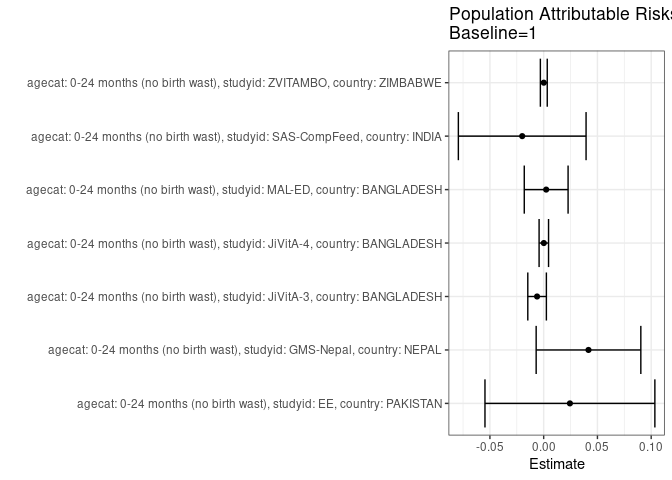 Population Attributable Risks
Baseline=1
agecat: 0-24 months (no birth wast), studyid: ZVITAMBO, country: ZIMBABWE
agecat: 0-24 months (no birth wast), studyid: SAS-CompFeed, country: INDIA
agecat: 0-24 months (no birth wast), studyid: MAL-ED, country: BANGLADESH
agecat: 0-24 months (no birth wast), studyid: JiVitA-4, country: BANGLADESH
agecat: 0-24 months (no birth wast), studyid: JiVitA-3, country: BANGLADESH
agecat: 0-24 months (no birth wast), studyid: GMS-Nepal, country: NEPAL
agecat: 0-24 months (no birth wast), studyid: EE, country: PAKISTAN
-0.05 0.00 0.05 0.10
Estimate